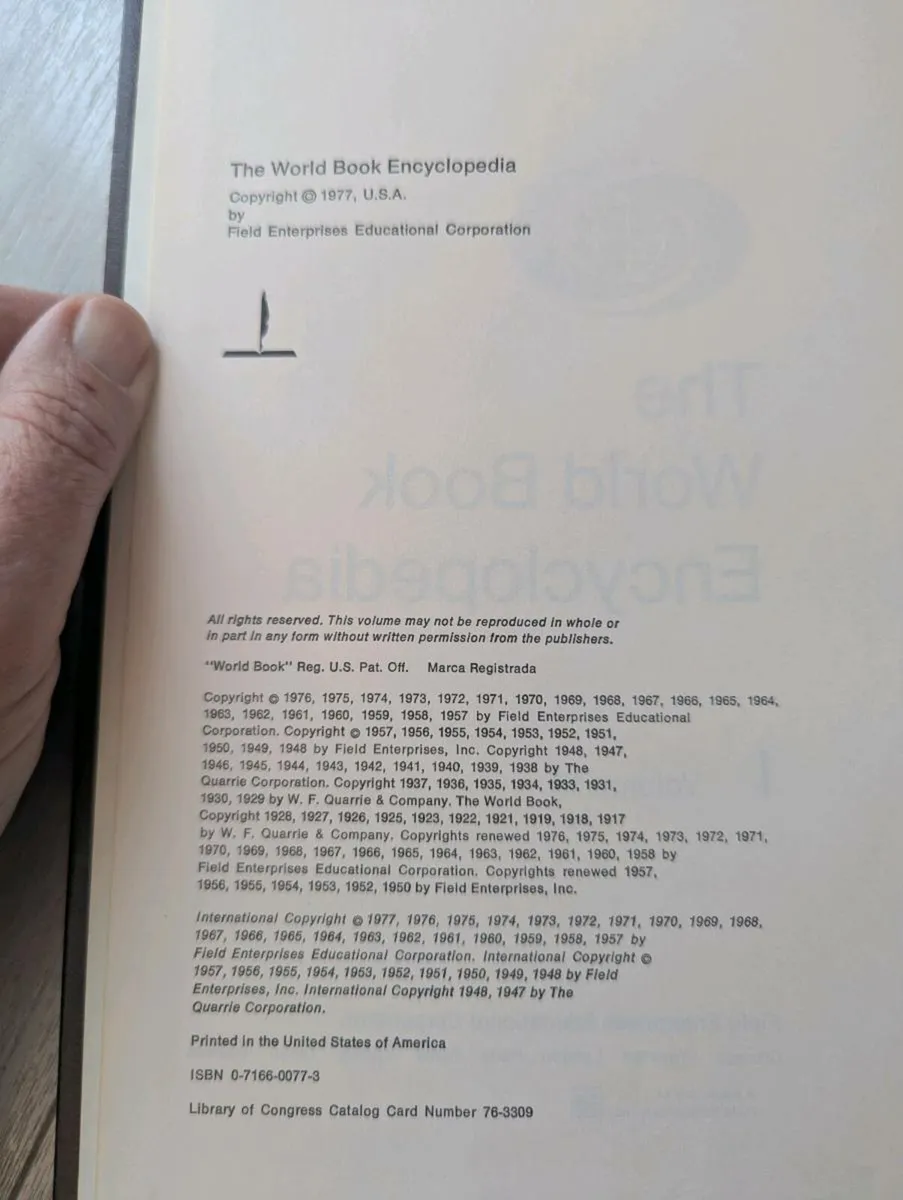 The World Book Encyclopedia
Copyright © 1977, U.S.A.
by
Field Enterprises Educational Corporation
The
World Book
Encyclopedia
All rights reserved. This volume may not be reproduced in whole or
in part in any form without written permission from the publishers.
"World Book" Reg. U.S. Pat. Off. Marca Registrada
Copyright © 1976, 1975, 1974, 1973, 1972, 1971, 1970, 1969, 1968, 1967, 1966, 1965, 1964,
1963, 1962, 1961, 1960, 1959, 1958, 1957 by Field Enterprises Educational
Corporation. Copyright © 1957, 1956, 1955, 1954, 1953, 1952, 1951,
1950, 1949, 1948 by Field Enterprises, Inc. Copyright 1948, 1947,
1946, 1945, 1944, 1943, 1942, 1941, 1940, 1939, 1938 by The
Quarrie Corporation. Copyright 1937, 1936, 1935, 1934, 1933, 1931,
1930, 1929 by W. F. Quarrie & Company. The World Book,
Copyright 1928, 1927, 1926, 1925, 1923, 1922, 1921, 1919, 1918, 1917
by W. F. Quarrie & Company. Copyrights renewed 1976, 1975, 1974, 1973, 1972, 1971,
1970, 1969, 1968, 1967, 1966, 1965, 1964, 1963, 1962, 1961, 1960, 1958 by
Field Enterprises Educational Corporation. Copyrights renewed 1957,
1956, 1955, 1954, 1953, 1952, 1950 by Field Enterprises, Inc.
International Copyright © 1977, 1976, 1975, 1974, 1973, 1972, 1971, 1970, 1969, 1968,
1967, 1966, 1965, 1964, 1963, 1962, 1961, 1960, 1959, 1958, 1957 by
Field Enterprises Educational Corporation. International Copyright ©
1957, 1956, 1955, 1954, 1953, 1952, 1951, 1950, 1949, 1948 by Field
Enterprises, Inc. International Copyright 1948, 1947 by The
Quarrie Corporation.
Printed in the United States of America
ISBN 0-7166-0077-3
Library of Congress Catalog Card Number 76-3309